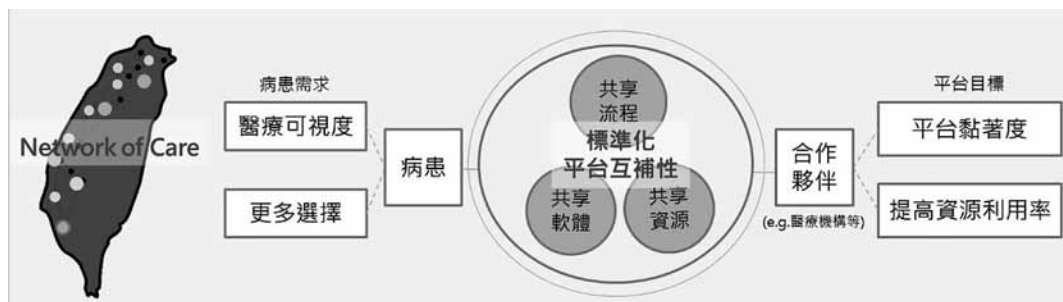 Network of Care
病患需求
醫療可視度
更多選擇
病患
共享
流程
標準化
平台互補性
共享
軟體
共享
資源
合作
夥伴
(e.g.醫療機構等)
平台目標
平台黏著度
提高資源利用率